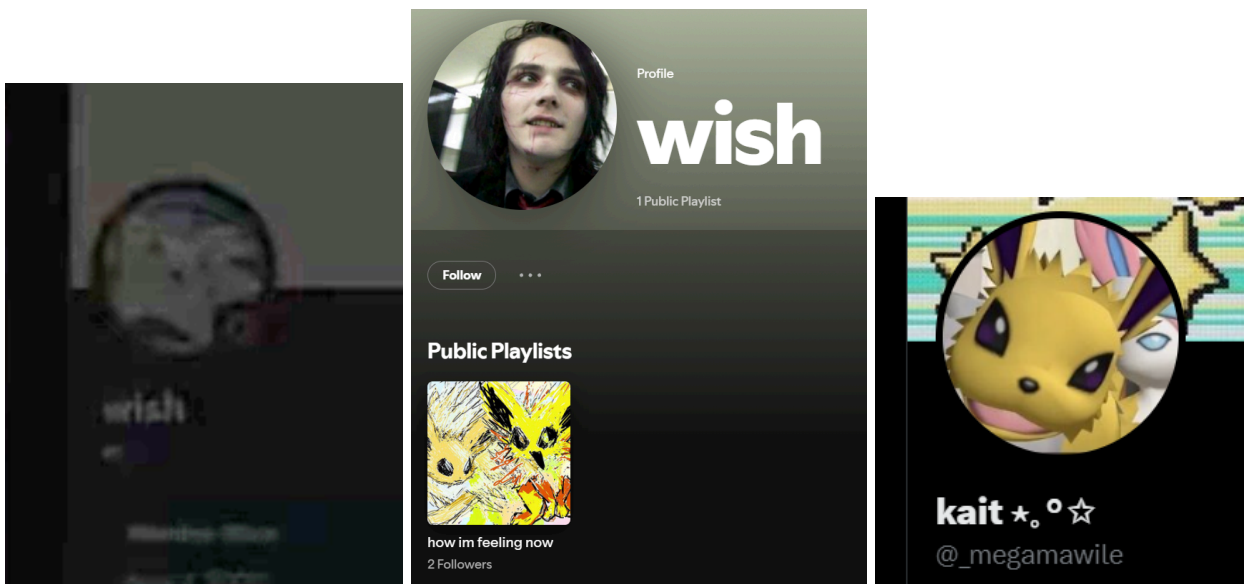 wish
Profile
wish
1 Public Playlist
Follow
Public Playlists
how im feeling now
2 Followers
kait ⋆｡°☆
@_megamawile